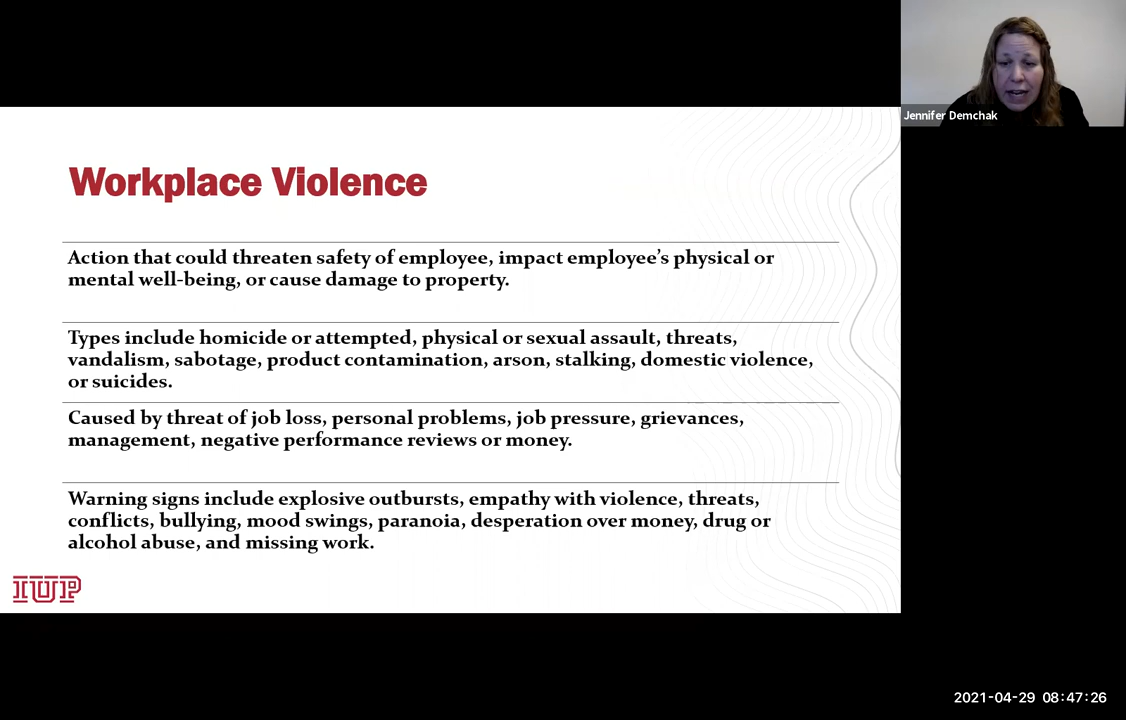 Jennifer Demchak
Workplace Violence
Action that could threaten safety of employee, impact employee’s physical or
mental well-being, or cause damage to property.
Types include homicide or attempted, physical or sexual assault, threats,
vandalism, sabotage, product contamination, arson, stalking, domestic violence,
or suicides.
Caused by threat of job loss, personal problems, job pressure, grievances,
management, negative performance reviews or money.
Warning signs include explosive outbursts, empathy with violence, threats,
conflicts, bullying, mood swings, paranoia, desperation over money, drug or
alcohol abuse, and missing work.
IUP
2021-04-29 08:47:26